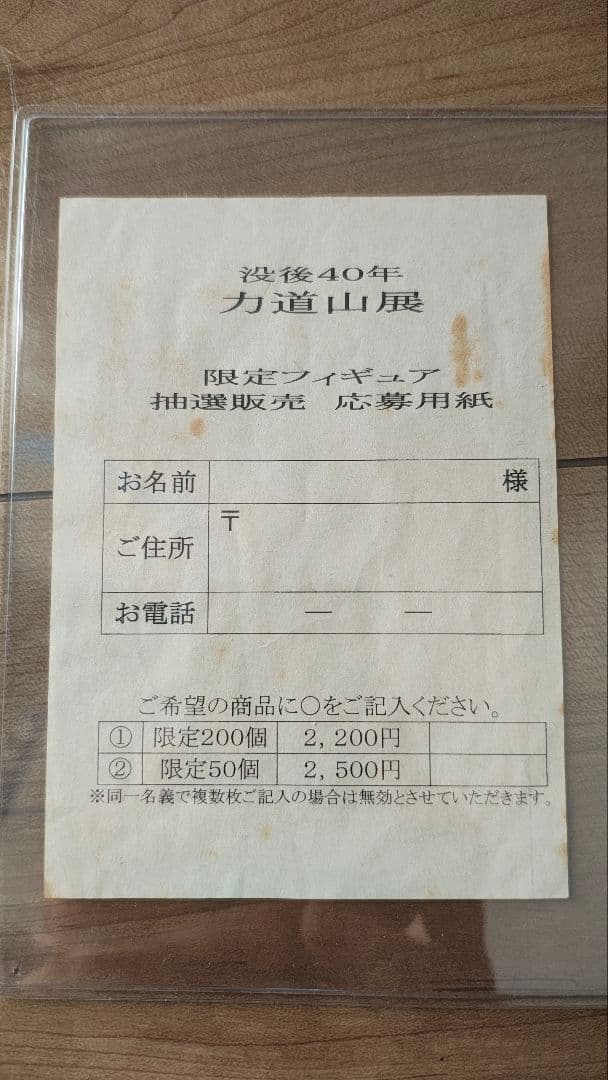 没後40年
力道山展
限定フィギュア
抽選販売 応募用紙
お名前 様
ご住所 〒
お電話 ― ―
ご希望の商品に○をご記入ください。
① 限定200個 2,200円
② 限定50個 2,500円
※同一名義で複数枚ご記入の場合は無効とさせていただきます。